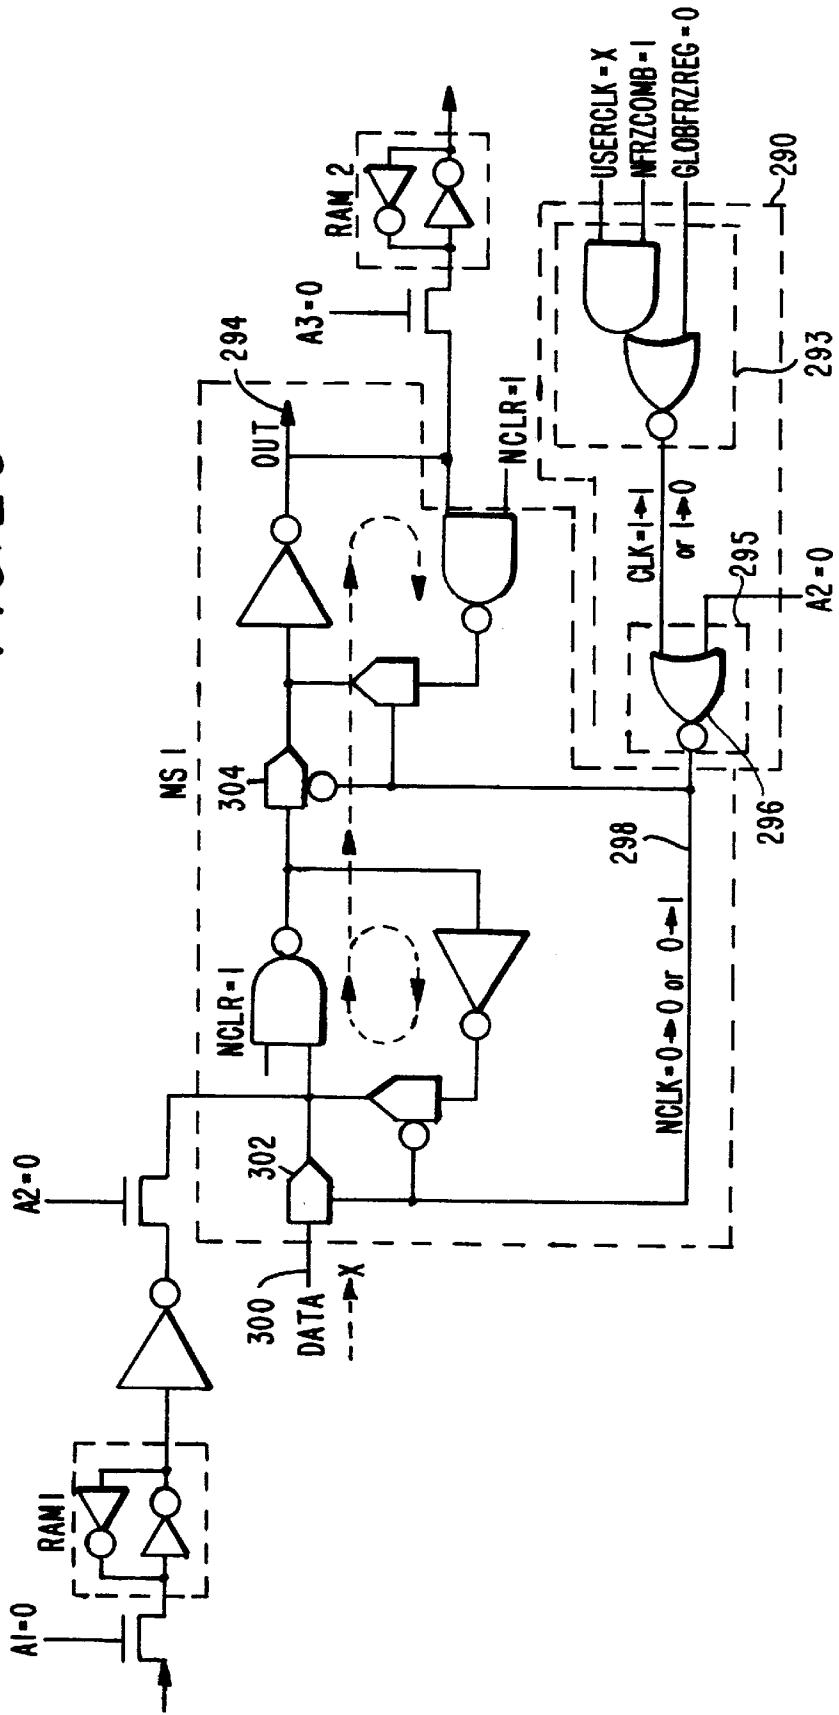 A1=0
RAM1
A2=0
300
DATA
X
302
NCLR=1
MS1
304
OUT
294
A3=0
RAM 2
NCLR=1
NCLK=0→0 or 0→1
298
296
295
A2=0
CLK=1→1
or 1→0
293
290
USERCLK=X
NFRZCOMB=1
GLOBFRZREG=0